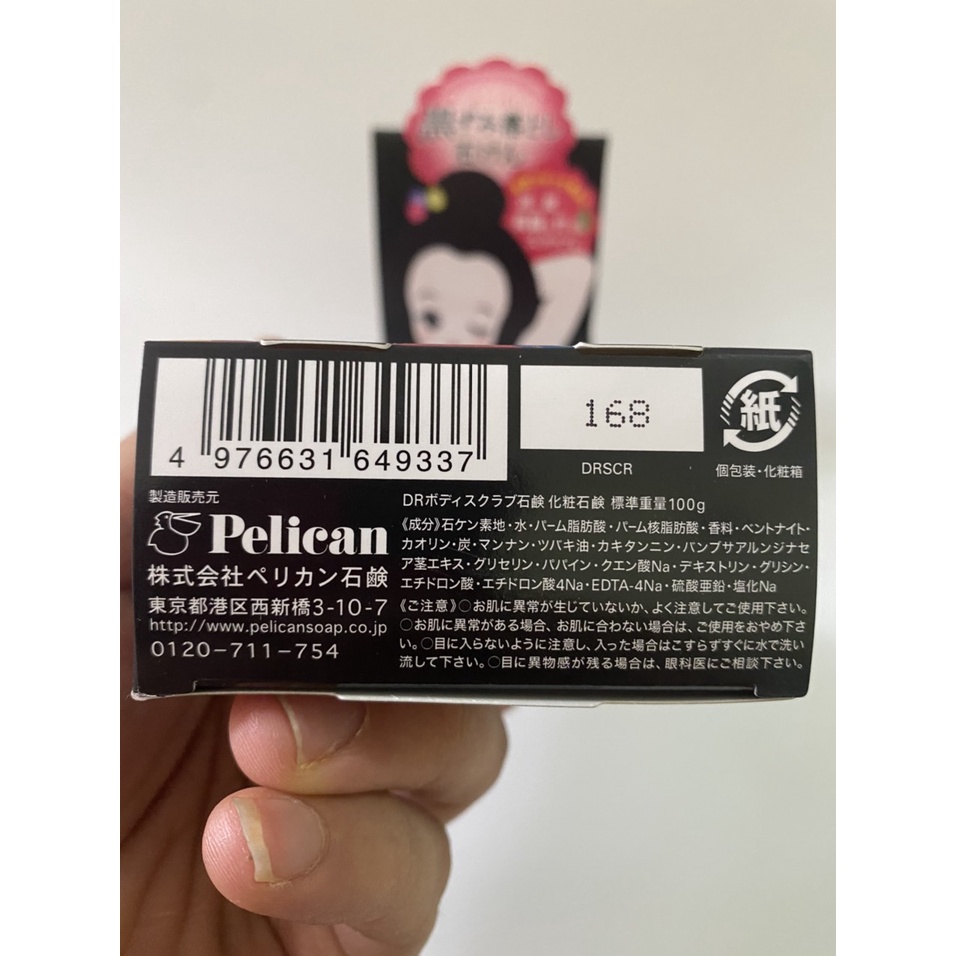 4 976631 649337
168
DRSCR
紙
個包装・化粧箱
製造販売元
Pelican
株式会社ペリカン石鹸
東京都港区西新橋3-10-7
http://www.pelicansoap.co.jp
0120-711-754
DRボディスクラブ石鹸 化粧石鹸 標準重量100g
《成分》石ケン素地・水・パーム脂肪酸・パーム核脂肪酸・香料・ベントナイト・
カオリン・炭・マンナン・ツバキ油・カキタンニン・バンブサアルンジナセ
ア茎エキス・グリセリン・パパイン・クエン酸Na・デキストリン・グリシン・
エチドロン酸・エチドロン酸4Na・EDTA-4Na・硫酸亜鉛・塩化Na
《ご注意》○お肌に異常が生じていないか、よく注意してご使用下さい。
○お肌に異常がある場合、お肌に合わない場合は、ご使用をおやめ下さ
い。○目に入らないように注意し、入った場合はこすらずすぐに水で洗い
流して下さい。○目に異物感が残る場合は、眼科医にご相談下さい。